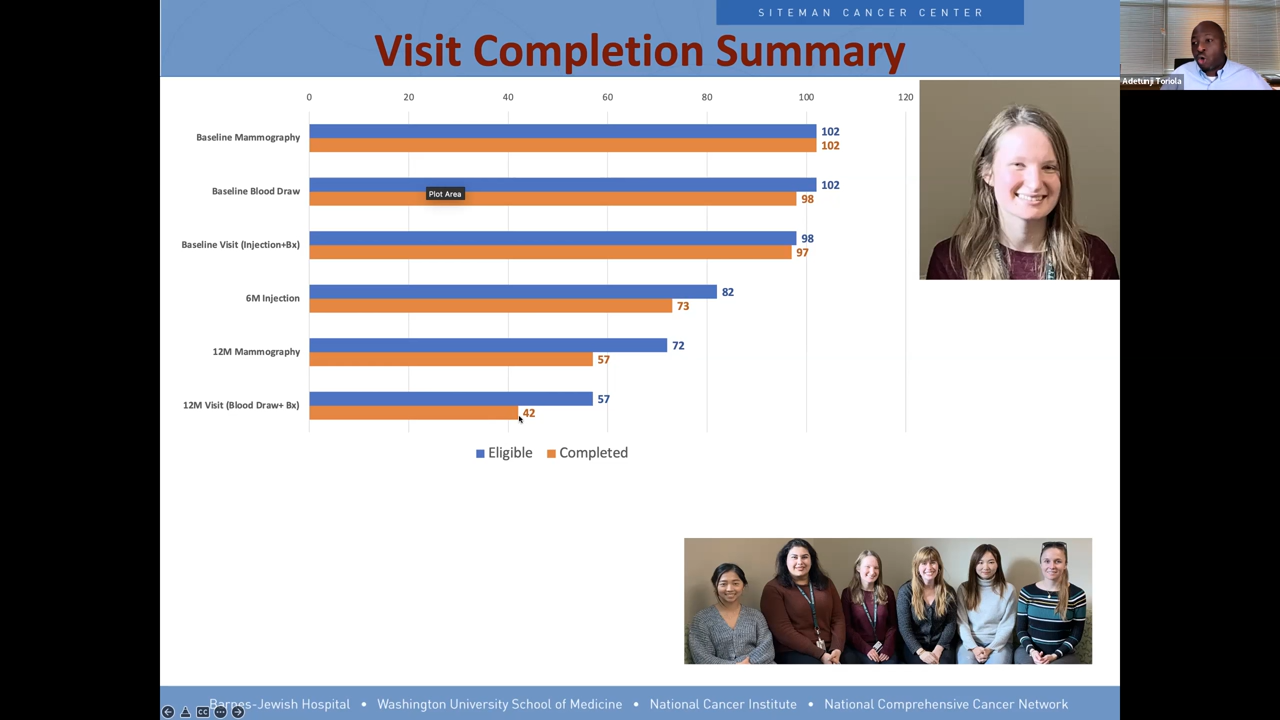 SITEMAN CANCER CENTER
Visit Completion Summary
Adetunji Toriola
0 20 40 60 80 100 120
Baseline Mammography 102
102
Baseline Blood Draw 102
98
Plot Area
Baseline Visit (Injection+Bx) 98
97
6M Injection 82
73
12M Mammography 72
57
12M Visit (Blood Draw+ Bx) 57
42
Eligible Completed
Barnes-Jewish Hospital • Washington University School of Medicine • National Cancer Institute • National Comprehensive Cancer Network
CC